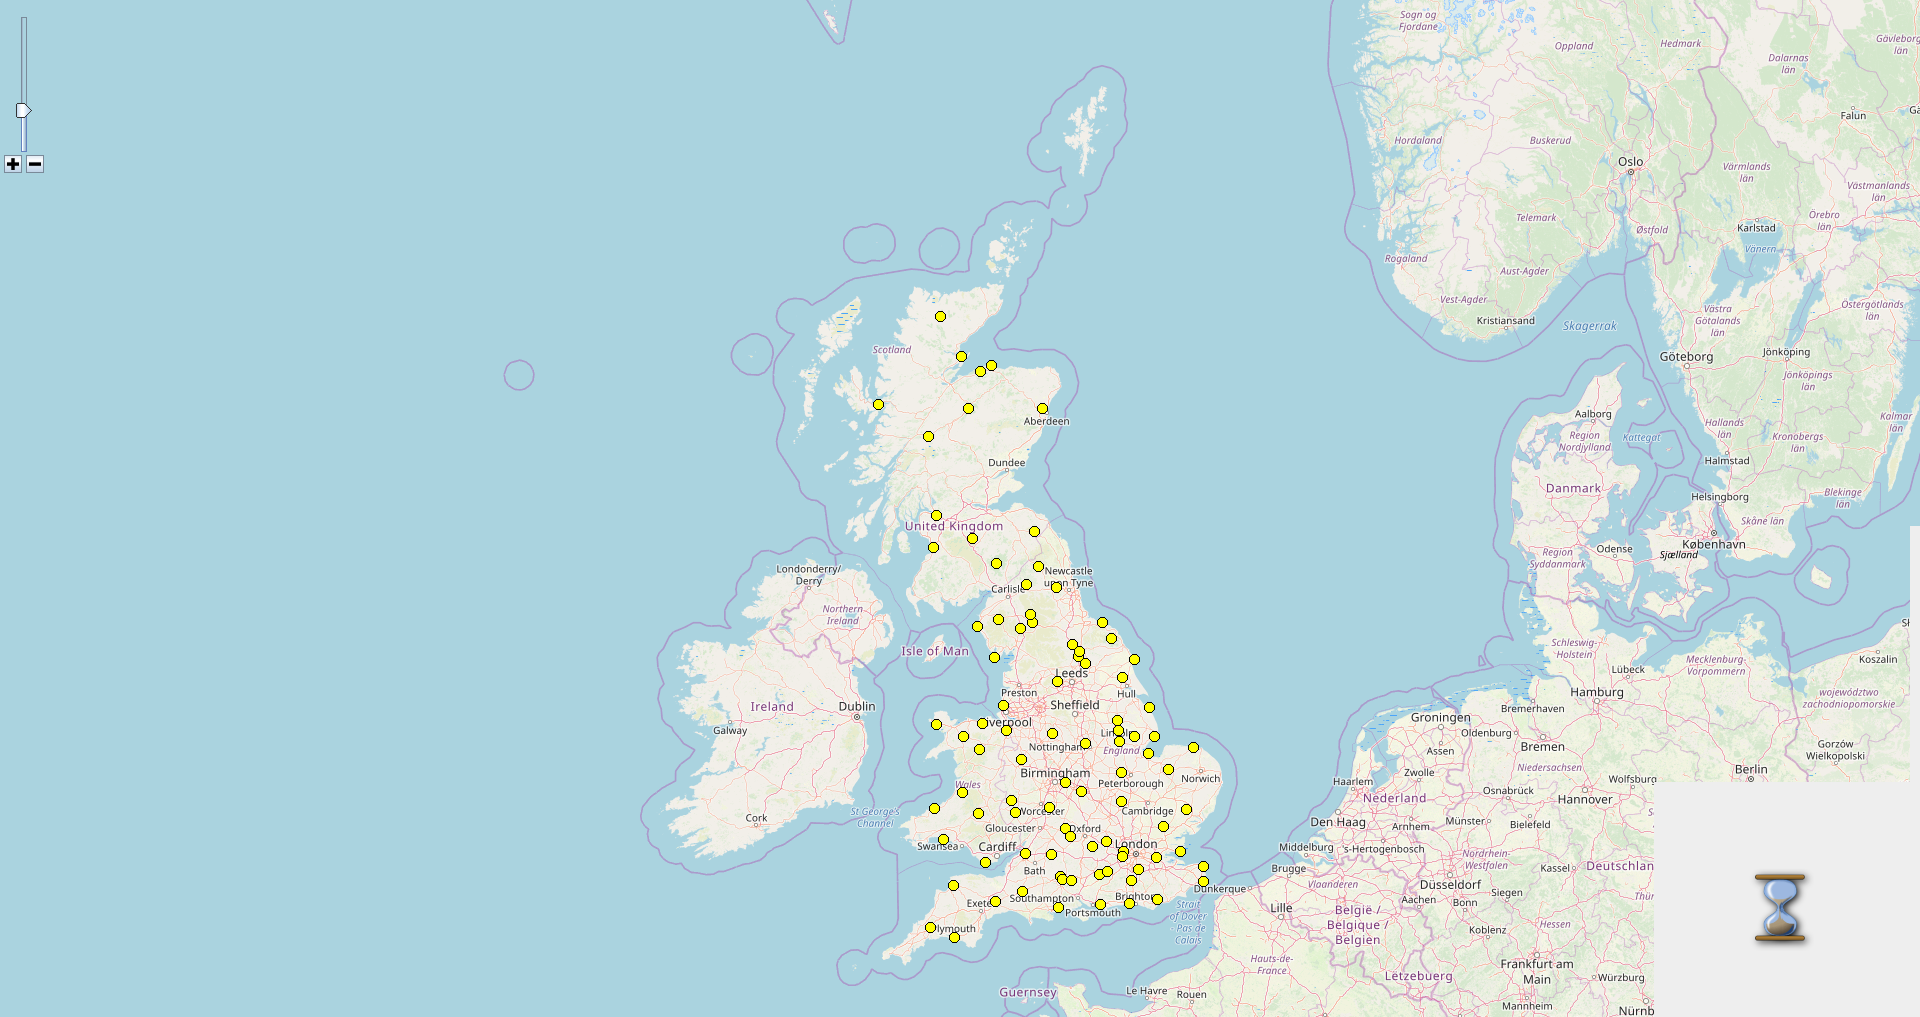 Sogn og
Fjordane
Oppland
Hedmark
Gävleborg
län
Dalarnas
län
Falun
Hordaland
Buskerud
Oslo
Värmlands
län
Västmanlands
län
Telemark
Østfold
Örebro
län
Karlstad
Vänern
Rogaland
Aust-Agder
Vest-Agder
Kristiansand
Skagerrak
Västra
Götalands
län
Östergötlands
län
Scotland
Göteborg
Jönköping
Jönköpings
län
Aalborg
Region
Nordjylland
Kattegat
Hallands
län
Kronobergs
län
Kalmar
län
Aberdeen
Dundee
Halmstad
Danmark
Helsingborg
Blekinge
län
Skåne län
United Kingdom
København
Odense
Sjælland
Region
Syddanmark
Londonderry/
Derry
Newcastle
upon Tyne
Carlisle
Northern
Ireland
Isle of Man
Schleswig-
Holstein
Lübeck
Mecklenburg-
Vorpommern
Koszalin
Leeds
Preston
Hull
Hamburg
województwo
zachodniopomorskie
Ireland
Dublin
Sheffield
Bremerhaven
Galway
Liverpool
Groningen
Oldenburg
Nottingham
England
Assen
Bremen
Gorzów
Wielkopolski
Birmingham
Norwich
Wales
Peterborough
Haarlem
Zwolle
Niedersachsen
Wolfsburg
Berlin
Nederland
Osnabrück
Hannover
St George's
Channel
Cork
Worcester
Cambridge
Den Haag
Arnhem
Münster
Bielefeld
Gloucester
Oxford
Swansea
Cardiff
London
Middelburg
's-Hertogenbosch
Nordrhein-
Westfalen
Kassel
Deutschlan
Bath
Brugge
Vlaanderen
Düsseldorf
Dunkerque
Siegen
Thür
Exeter
Southampton
Brighton
Portsmouth
Lille
België /
Belgique /
Belgien
Aachen
Bonn
Strait
of Dover
- Pas de
Calais
Plymouth
Koblenz
Hessen
Hauts-de-
France
Lëtzebuerg
Frankfurt am
Main
Würzburg
Guernsey
Le Havre
Rouen
Mannheim
Nürnb